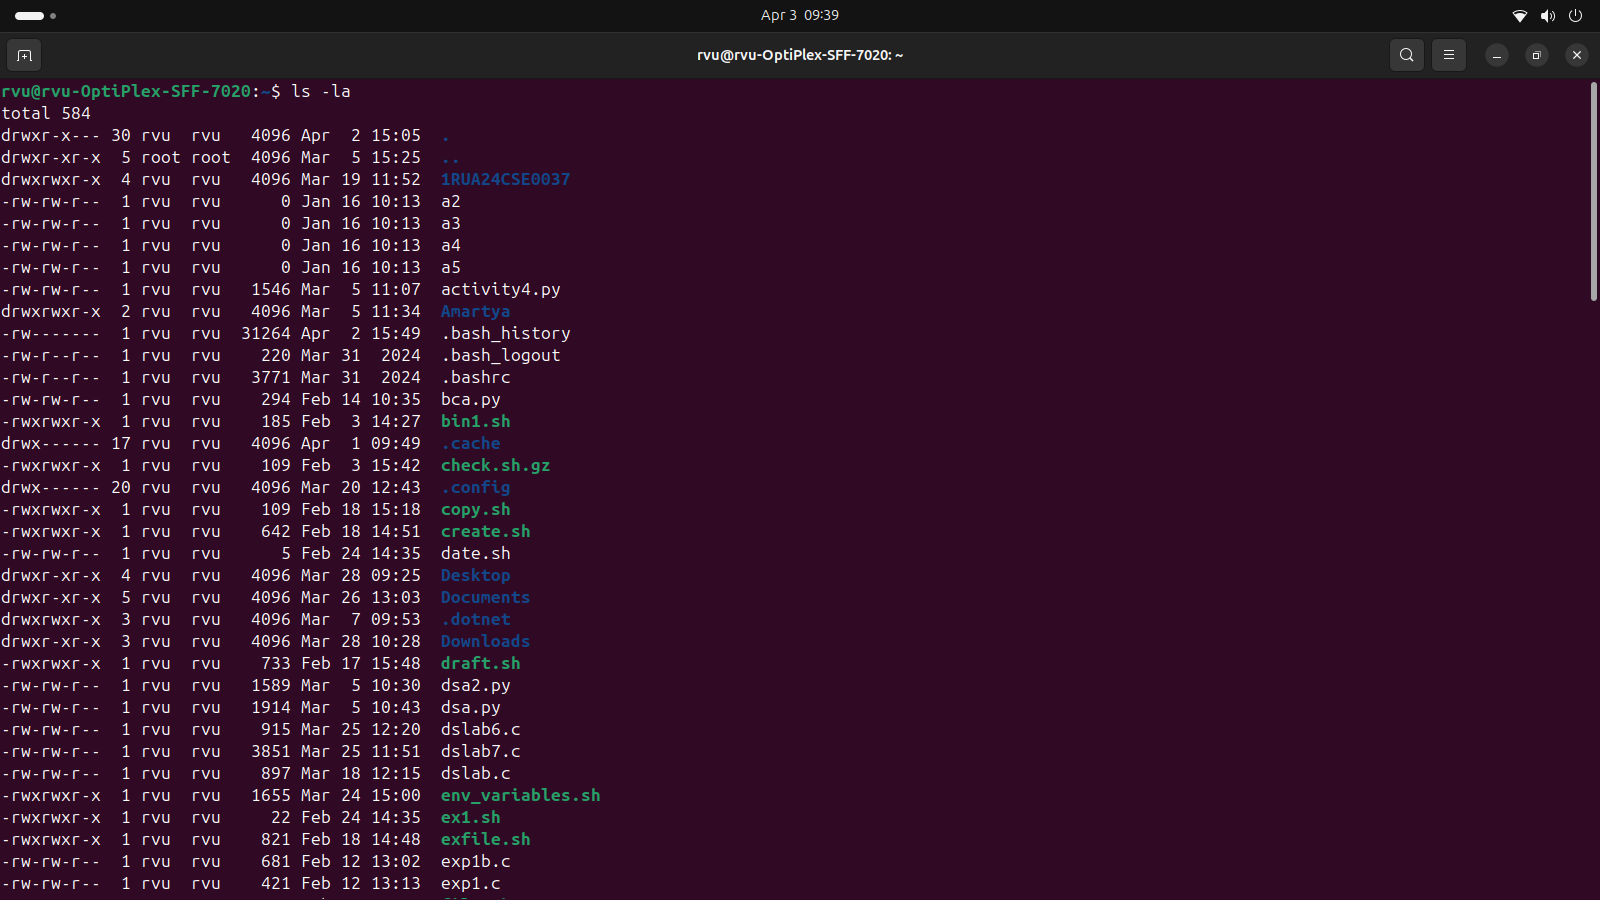 Apr 3 09:39
rvu@rvu-OptiPlex-SFF-7020: ~
rvu@rvu-OptiPlex-SFF-7020:~$ ls -la
total 584
drwxr-x--- 30 rvu  rvu   4096 Apr  2 15:05  .
drwxr-xr-x  5 root root  4096 Mar  5 15:25  ..
drwxrwxr-x  4 rvu  rvu   4096 Mar 19 11:52  1RUA24CSE0037
-rw-rw-r--  1 rvu  rvu      0 Jan 16 10:13  a2
-rw-rw-r--  1 rvu  rvu      0 Jan 16 10:13  a3
-rw-rw-r--  1 rvu  rvu      0 Jan 16 10:13  a4
-rw-rw-r--  1 rvu  rvu      0 Jan 16 10:13  a5
-rw-rw-r--  1 rvu  rvu   1546 Mar  5 11:07  activity4.py
drwxrwxr-x  2 rvu  rvu   4096 Mar  5 11:34  Amartya
-rw-------  1 rvu  rvu  31264 Apr  2 15:49  .bash_history
-rw-r--r--  1 rvu  rvu    220 Mar 31  2024  .bash_logout
-rw-r--r--  1 rvu  rvu   3771 Mar 31  2024  .bashrc
-rw-rw-r--  1 rvu  rvu    294 Feb 14 10:35  bca.py
-rwxrwxr-x  1 rvu  rvu    185 Feb  3 14:27  bin1.sh
drwx------ 17 rvu  rvu   4096 Apr  1 09:49  .cache
-rwxrwxr-x  1 rvu  rvu    109 Feb  3 15:42  check.sh.gz
drwx------ 20 rvu  rvu   4096 Mar 20 12:43  .config
-rwxrwxr-x  1 rvu  rvu    109 Feb 18 15:18  copy.sh
-rwxrwxr-x  1 rvu  rvu    642 Feb 18 14:51  create.sh
-rw-rw-r--  1 rvu  rvu      5 Feb 24 14:35  date.sh
drwxr-xr-x  4 rvu  rvu   4096 Mar 28 09:25  Desktop
drwxr-xr-x  5 rvu  rvu   4096 Mar 26 13:03  Documents
drwxrwxr-x  3 rvu  rvu   4096 Mar  7 09:53  .dotnet
drwxr-xr-x  3 rvu  rvu   4096 Mar 28 10:28  Downloads
-rwxrwxr-x  1 rvu  rvu    733 Feb 17 15:48  draft.sh
-rw-rw-r--  1 rvu  rvu   1589 Mar  5 10:30  dsa2.py
-rw-rw-r--  1 rvu  rvu   1914 Mar  5 10:43  dsa.py
-rw-rw-r--  1 rvu  rvu    915 Mar 25 12:20  dslab6.c
-rw-rw-r--  1 rvu  rvu   3851 Mar 25 11:51  dslab7.c
-rw-rw-r--  1 rvu  rvu    897 Mar 18 12:15  dslab.c
-rwxrwxr-x  1 rvu  rvu   1655 Mar 24 15:00  env_variables.sh
-rwxrwxr-x  1 rvu  rvu     22 Feb 24 14:35  ex1.sh
-rwxrwxr-x  1 rvu  rvu    821 Feb 18 14:48  exfile.sh
-rw-rw-r--  1 rvu  rvu    681 Feb 12 13:02  exp1b.c
-rw-rw-r--  1 rvu  rvu    421 Feb 12 13:13  exp1.c